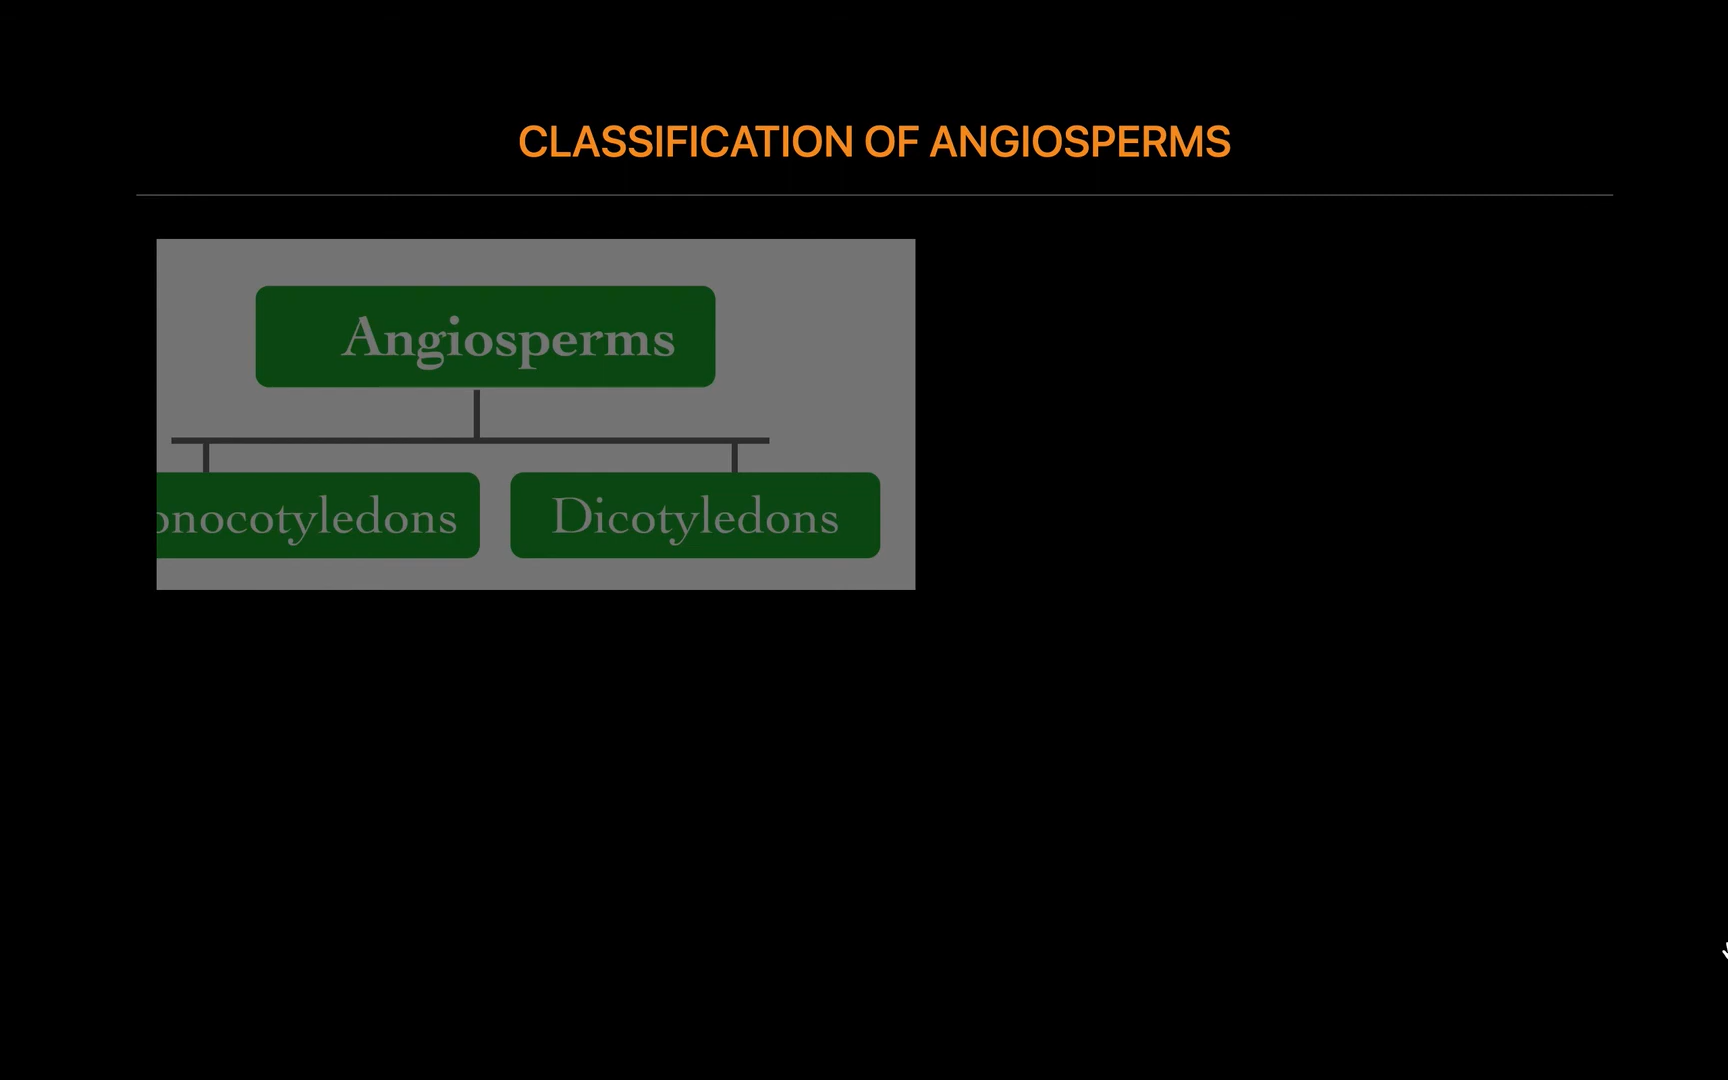 CLASSIFICATION OF ANGIOSPERMS
Angiosperms
onocotyledons
Dicotyledons